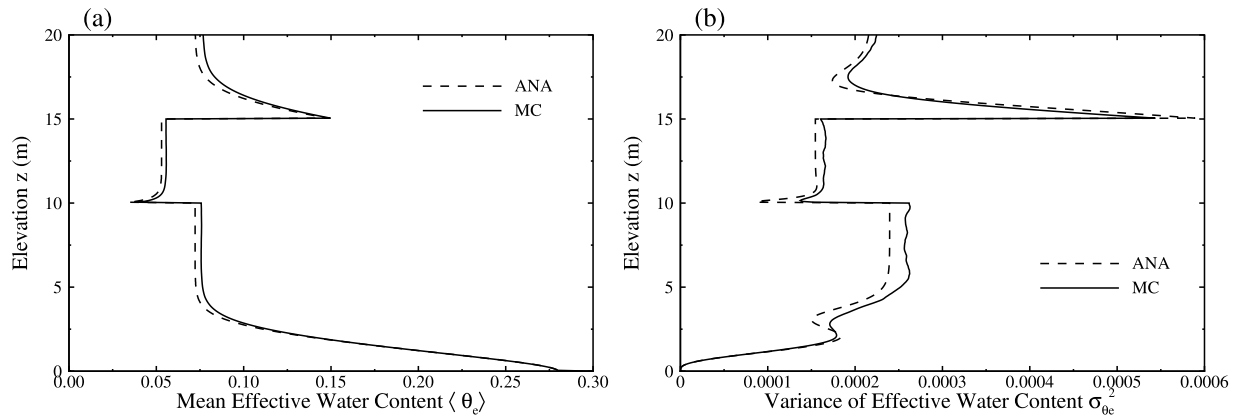 (a)
20
15
10
5
0
Elevation z (m)
ANA
MC
0.00 0.05 0.10 0.15 0.20 0.25 0.30
Mean Effective Water Content ⟨ θe⟩
(b)
20
15
10
5
0
Elevation z (m)
ANA
MC
0 0.0001 0.0002 0.0003 0.0004 0.0005 0.0006
Variance of Effective Water Content σθe²